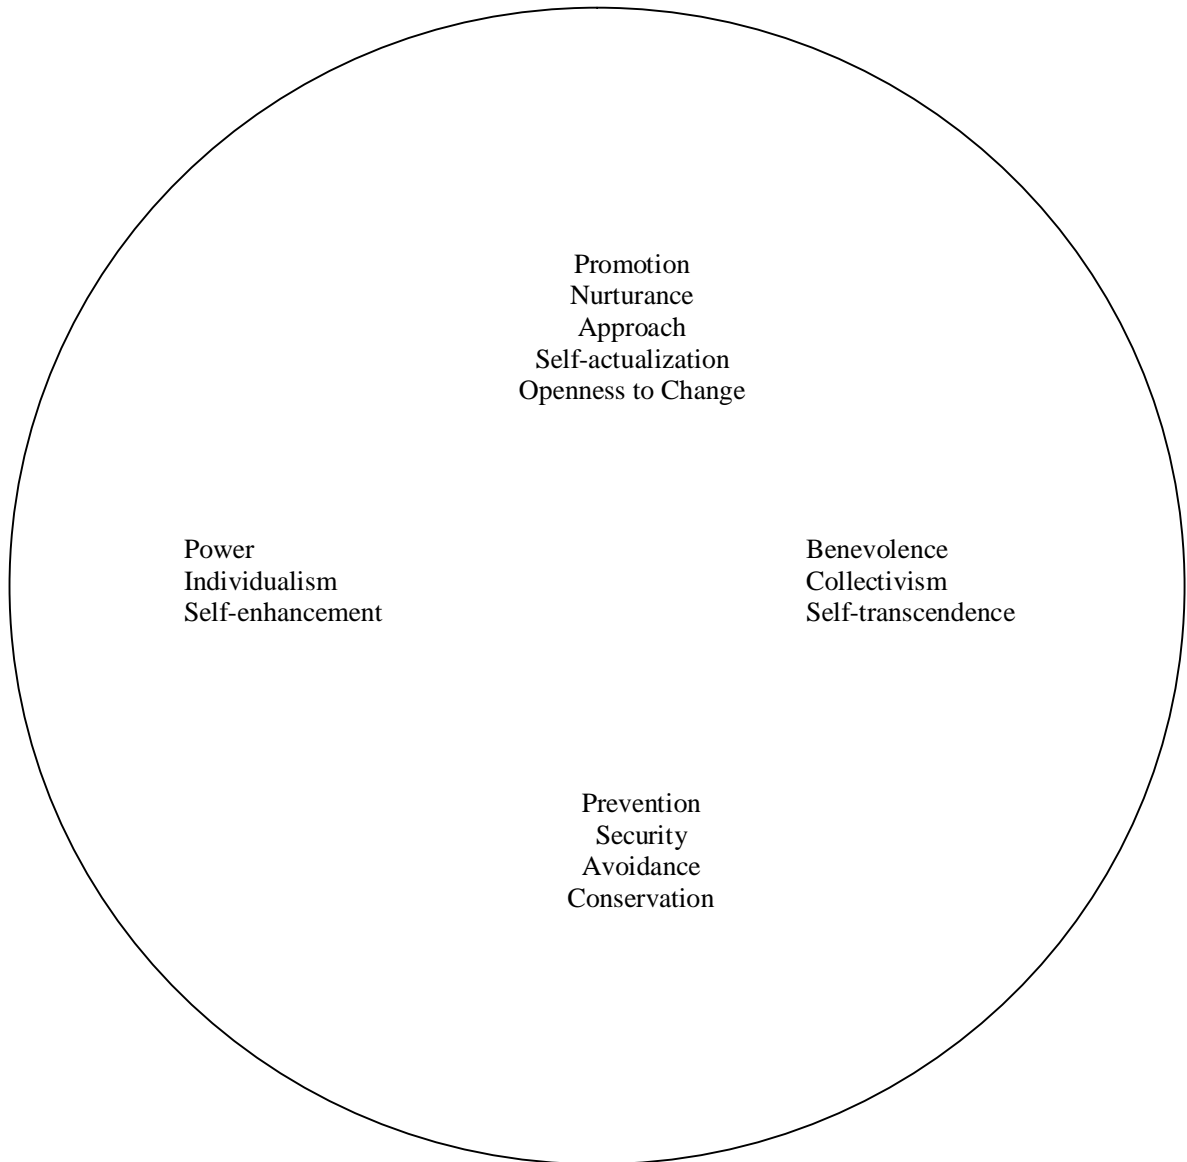 Promotion
Nurturance
Approach
Self-actualization
Openness to Change
Power
Individualism
Self-enhancement
Benevolence
Collectivism
Self-transcendence
Prevention
Security
Avoidance
Conservation